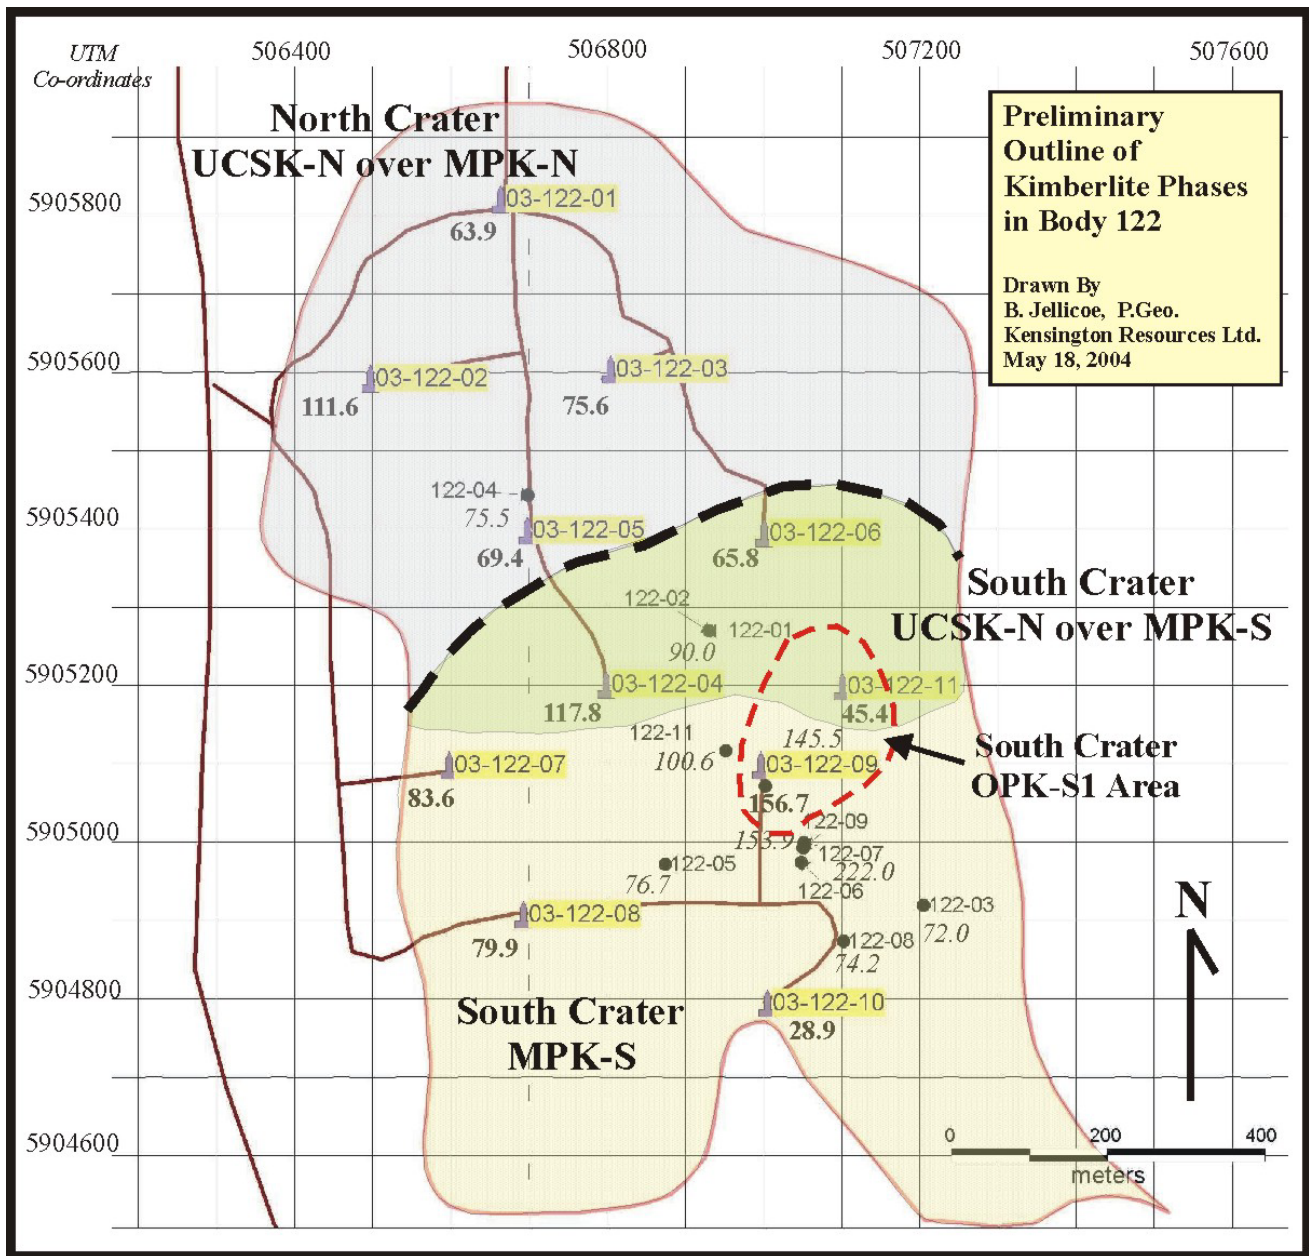 UTM
Co-ordinates
506400
506800
507200
507600
North Crater
UCSK-N over MPK-N
Preliminary
Outline of
Kimberlite Phases
in Body 122
Drawn By
B. Jellicoe, P.Geo.
Kensington Resources Ltd.
May 18, 2004
5905800
03-122-01
63.9
5905600
03-122-02
111.6
03-122-03
75.6
122-04
75.5
5905400
03-122-05
69.4
03-122-06
65.8
South Crater
UCSK-N over MPK-S
122-02
122-01
90.0
5905200
03-122-04
117.8
03-122-11
45.4
122-11
100.6
145.5
South Crater
OPK-S1 Area
03-122-07
83.6
03-122-09
156.7
5905000
153.9
22-09
122-07
222.0
122-06
122-05
76.7
122-03
72.0
03-122-08
79.9
122-08
74.2
N
5904800
03-122-10
28.9
South Crater
MPK-S
5904600
0 200 400
meters